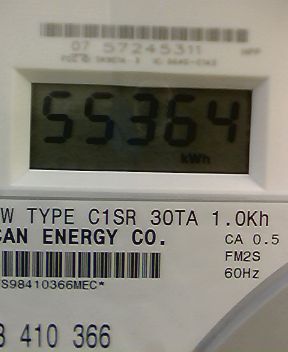 07 57245311
55364
kWh
W TYPE C1SR 30TA 1.0Kh
CAN ENERGY CO.
CA 0.5
FM2S
60Hz
S98410366MEC*
410 366